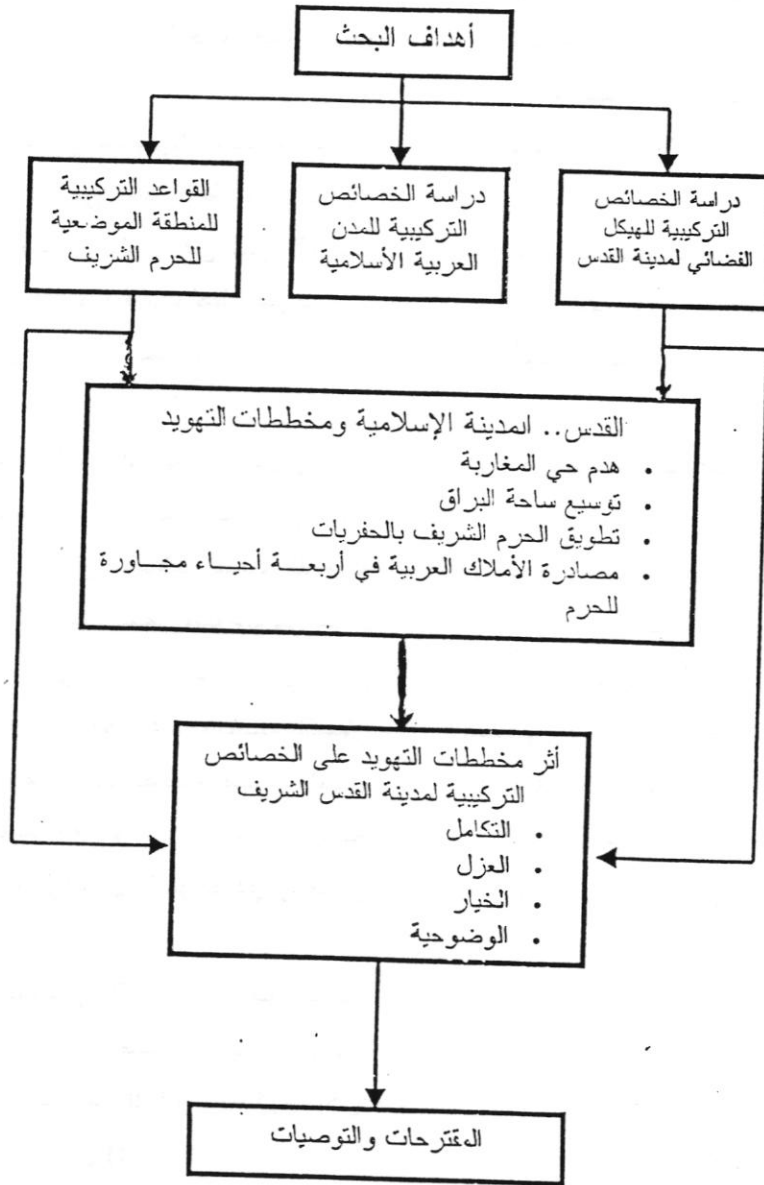 أهداف البحث
دراسة الخصائص
التركيبية للهيكل
الفضائي لمدينة القدس
دراسة الخصائص
التركيبية للمدن
العربية الأسلامية
القواعد التركيبية
للمنطقة الموضعية
للحرم الشريف
القدس.. المدينة الإسلامية ومخططات التهويد
• هدم حي المغاربة
• توسيع ساحة البراق
• تطويق الحرم الشريف بالحفريات
• مصادرة الأملاك العربية في أربعة أحياء مجاورة
للحرم
أثر مخططات التهويد على الخصائص
التركيبية لمدينة القدس الشريف
• التكامل
• العزل
• الخيار
• الوضوحية
المقترحات والتوصيات